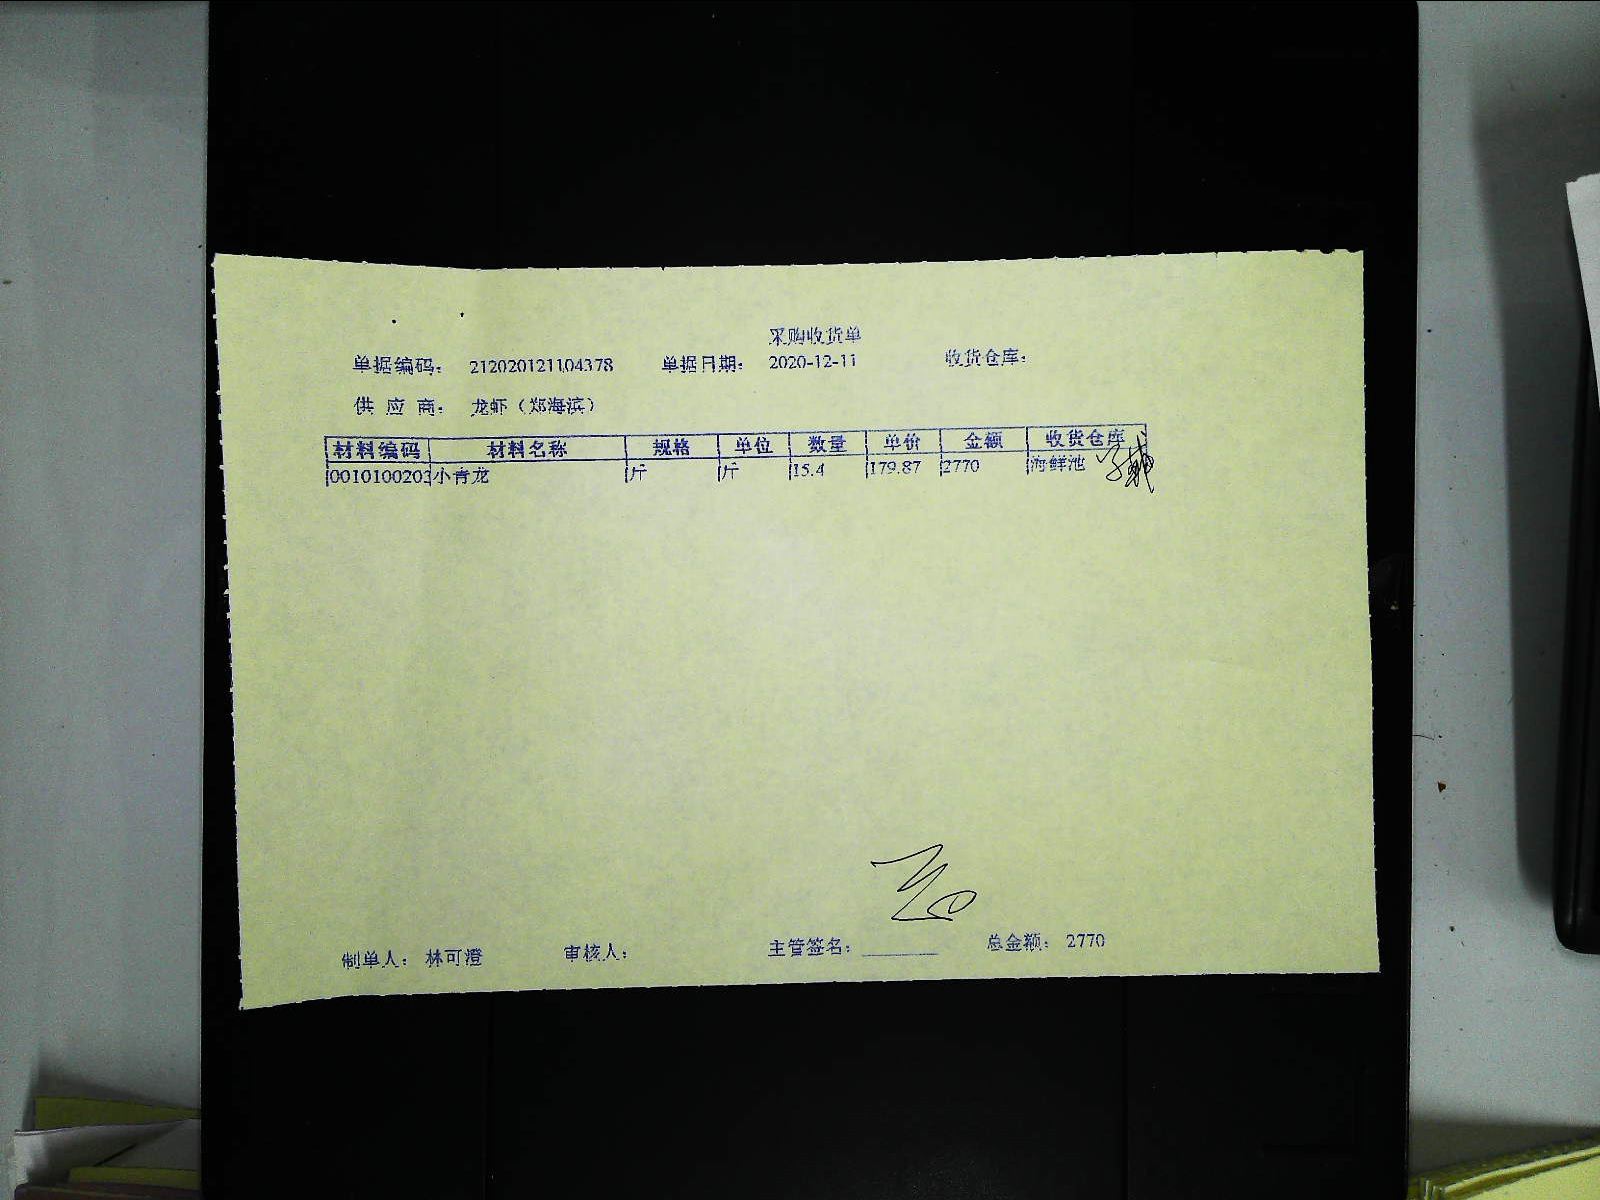 采购收货单
单据编码： 212020121104378 单据日期： 2020-12-11 收货仓库：
供 应 商： 龙虾（郑海滨）
材料编码 材料名称 规格 单位 数量 单价 金额 收货仓库
0010100203 小青龙 斤 斤 15.4 179.87 2770 海鲜池
制单人： 林可澄 审核人： 主管签名： 总金额： 2770